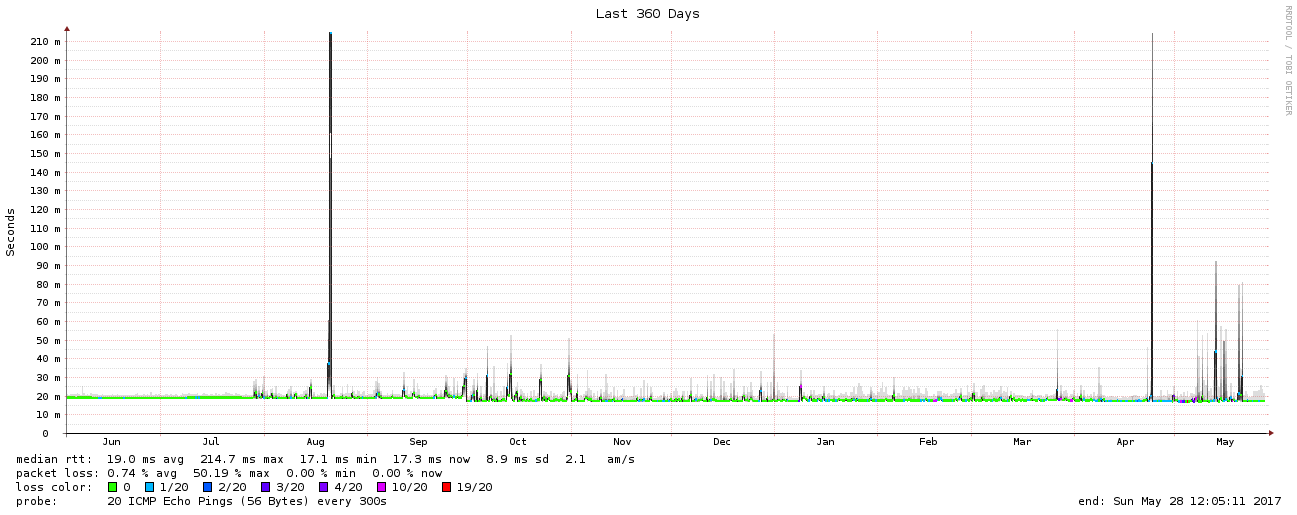 Last 360 Days
RRDTOOL / TOBI OETIKER
Seconds
210 m
200 m
190 m
180 m
170 m
160 m
150 m
140 m
130 m
120 m
110 m
100 m
90 m
80 m
70 m
60 m
50 m
40 m
30 m
20 m
10 m
0
Jun Jul Aug Sep Oct Nov Dec Jan Feb Mar Apr May
median rtt: 19.0 ms avg 214.7 ms max 17.1 ms min 17.3 ms now 8.9 ms sd 2.1 am/s
packet loss: 0.74 % avg 50.19 % max 0.00 % min 0.00 % now
loss color: 0 1/20 2/20 3/20 4/20 10/20 19/20
probe: 20 ICMP Echo Pings (56 Bytes) every 300s end: Sun May 28 12:05:11 2017